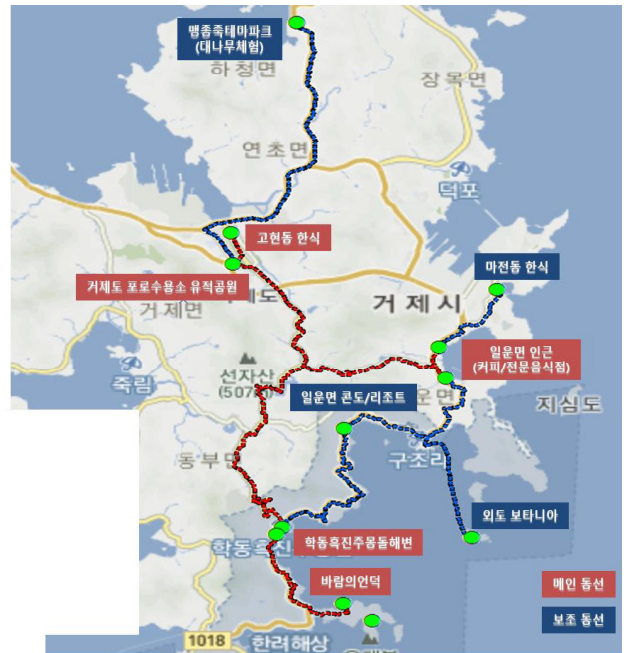 맹종죽테마파크
(대나무체험)
하청면
장목면
연초면
덕포
고현동 한식
마전동 한식
거제도 포로수용소 유적공원
거제면
거제시
일운면 인근
(커피/전문음식점)
죽림
선자산
(507m)
일운면 콘도/리조트
운면
지심도
동부면
구조라
외도 보타니아
학동흑진주몽돌해변
바람의언덕
메인 동선
보조 동선
1018
한려해상